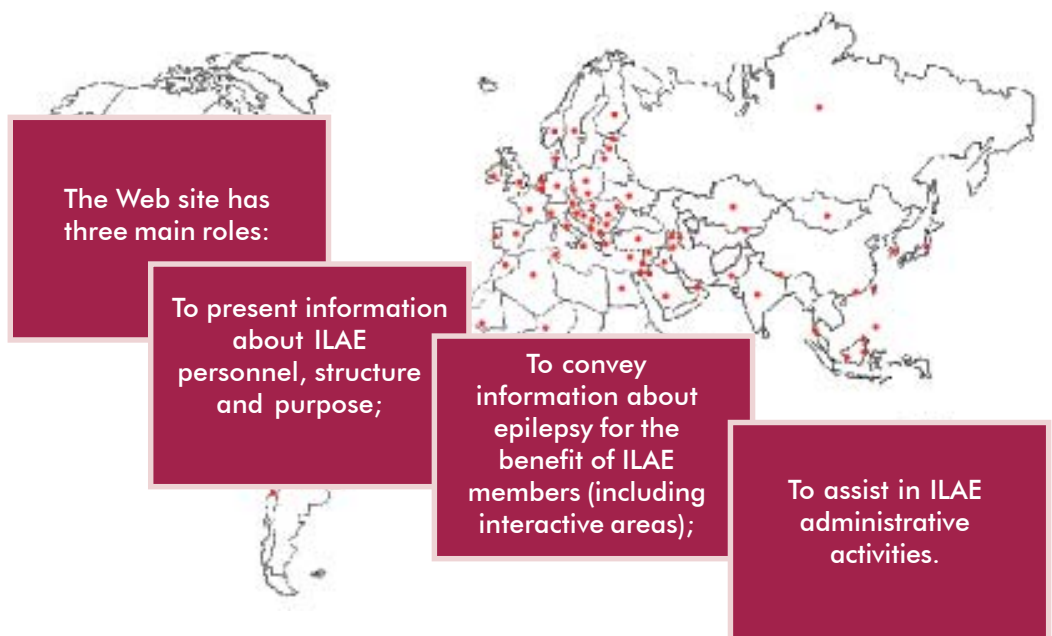 The Web site has
three main roles:
To present information
about ILAE
personnel, structure
and purpose;
To convey
information about
epilepsy for the
benefit of ILAE
members (including
interactive areas);
To assist in ILAE
administrative
activities.